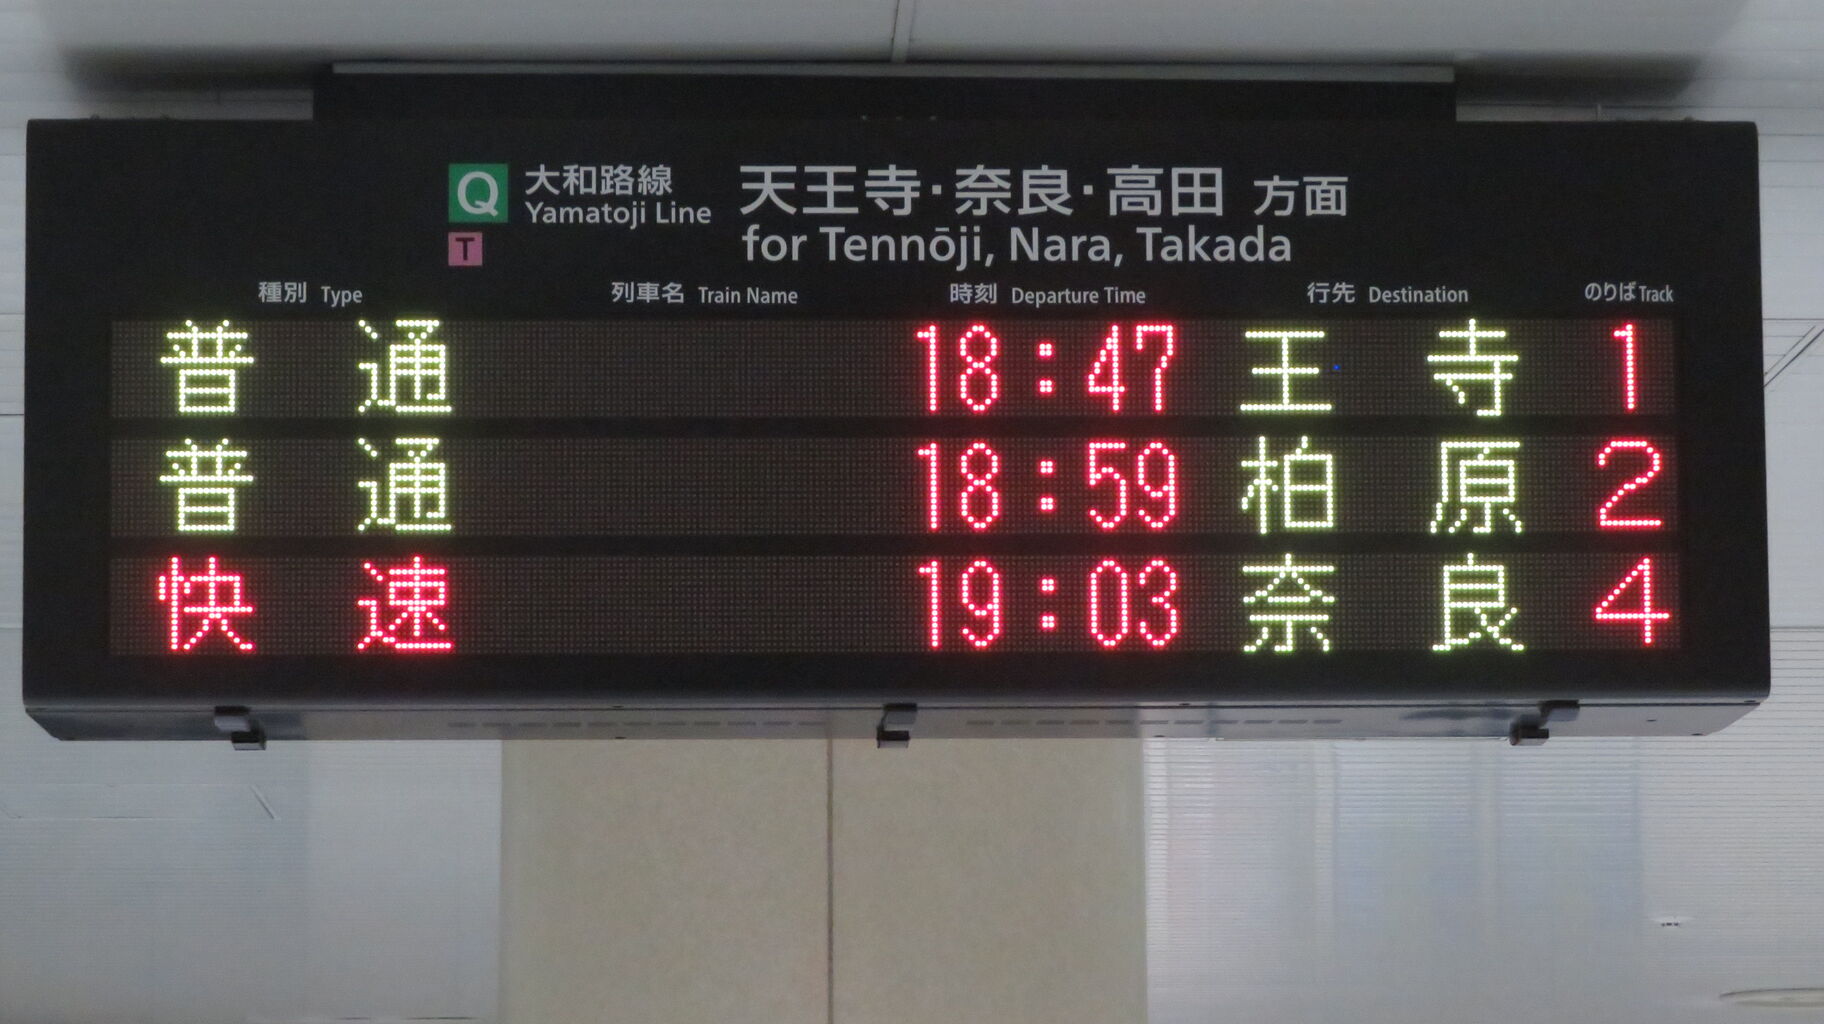 Q 大和路線 天王寺・奈良・高田 方面
Yamatoji Line for Tennōji, Nara, Takada
T
種別 Type 列車名 Train Name 時刻 Departure Time 行先 Destination のりば Track
普通 18:47 王寺 1
普通 18:59 柏原 2
快速 19:03 奈良 4